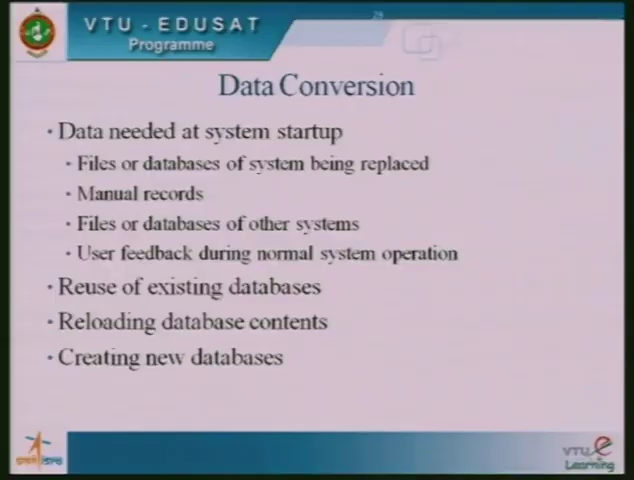 VTU - EDUSAT
Programme
Data Conversion
• Data needed at system startup
• Files or databases of system being replaced
• Manual records
• Files or databases of other systems
• User feedback during normal system operation
• Reuse of existing databases
• Reloading database contents
• Creating new databases
VTU e
Learning